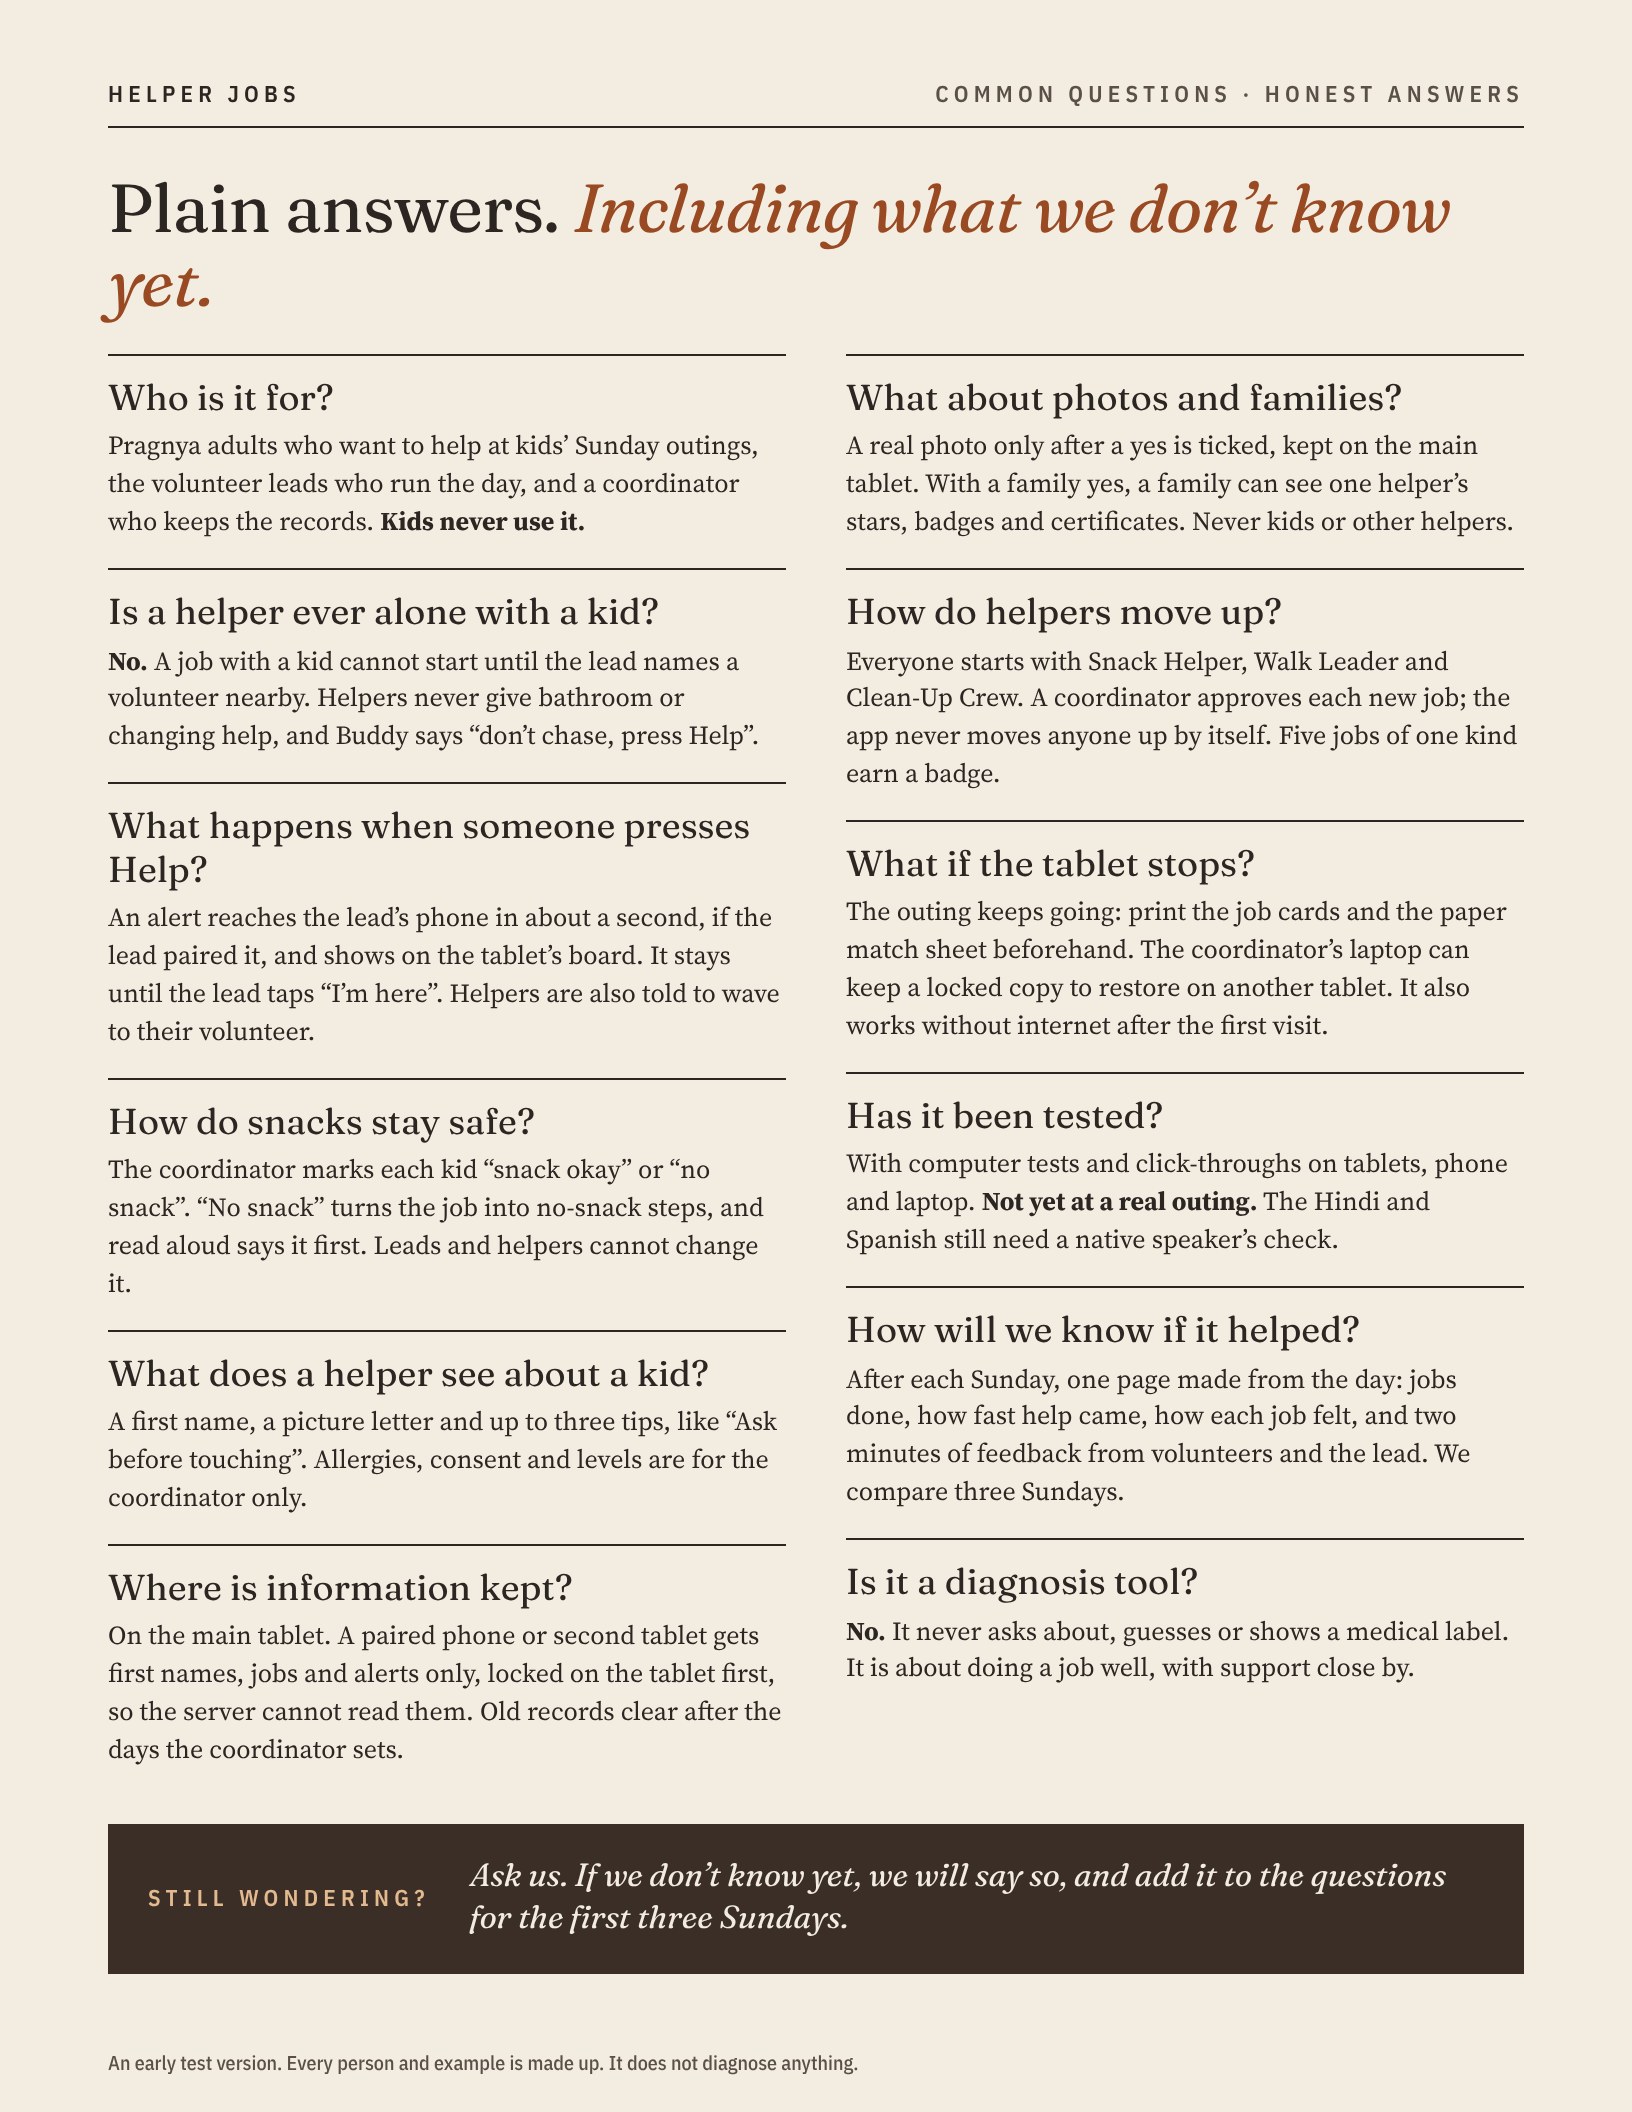 HELPER JOBS
COMMON QUESTIONS · HONEST ANSWERS
Plain answers. Including what we don’t know
yet.
Who is it for?
Pragnya adults who want to help at kids’ Sunday outings,
the volunteer leads who run the day, and a coordinator
who keeps the records. Kids never use it.
Is a helper ever alone with a kid?
No. A job with a kid cannot start until the lead names a
volunteer nearby. Helpers never give bathroom or
changing help, and Buddy says “don’t chase, press Help”.
What happens when someone presses
Help?
An alert reaches the lead’s phone in about a second, if the
lead paired it, and shows on the tablet’s board. It stays
until the lead taps “I’m here”. Helpers are also told to wave
to their volunteer.
How do snacks stay safe?
The coordinator marks each kid “snack okay” or “no
snack”. “No snack” turns the job into no-snack steps, and
read aloud says it first. Leads and helpers cannot change
it.
What does a helper see about a kid?
A first name, a picture letter and up to three tips, like “Ask
before touching”. Allergies, consent and levels are for the
coordinator only.
Where is information kept?
On the main tablet. A paired phone or second tablet gets
first names, jobs and alerts only, locked on the tablet first,
so the server cannot read them. Old records clear after the
days the coordinator sets.
What about photos and families?
A real photo only after a yes is ticked, kept on the main
tablet. With a family yes, a family can see one helper’s
stars, badges and certificates. Never kids or other helpers.
How do helpers move up?
Everyone starts with Snack Helper, Walk Leader and
Clean-Up Crew. A coordinator approves each new job; the
app never moves anyone up by itself. Five jobs of one kind
earn a badge.
What if the tablet stops?
The outing keeps going: print the job cards and the paper
match sheet beforehand. The coordinator’s laptop can
keep a locked copy to restore on another tablet. It also
works without internet after the first visit.
Has it been tested?
With computer tests and click-throughs on tablets, phone
and laptop. Not yet at a real outing. The Hindi and
Spanish still need a native speaker’s check.
How will we know if it helped?
After each Sunday, one page made from the day: jobs
done, how fast help came, how each job felt, and two
minutes of feedback from volunteers and the lead. We
compare three Sundays.
Is it a diagnosis tool?
No. It never asks about, guesses or shows a medical label.
It is about doing a job well, with support close by.
STILL WONDERING?
Ask us. If we don’t know yet, we will say so, and add it to the questions
for the first three Sundays.
An early test version. Every person and example is made up. It does not diagnose anything.